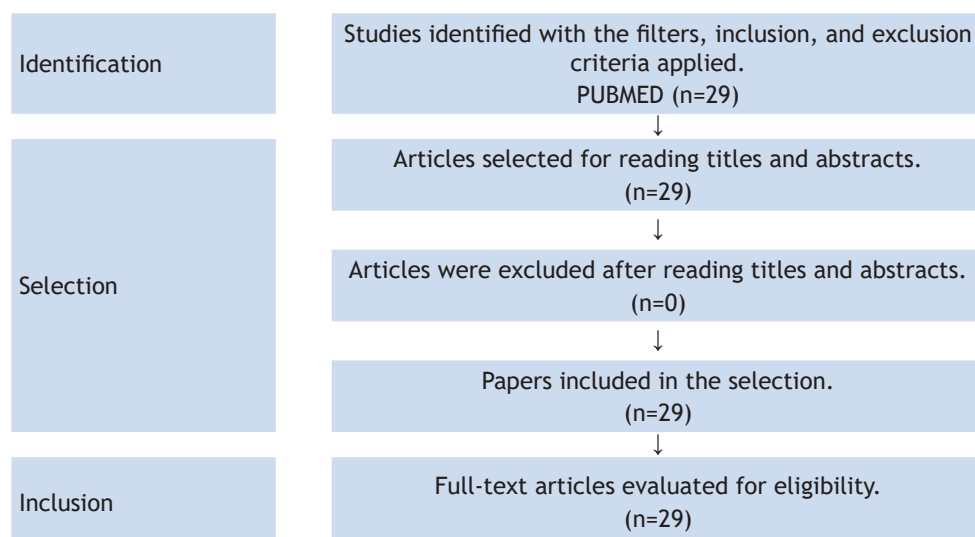 Identification
Studies identified with the filters, inclusion, and exclusion
criteria applied.
PUBMED (n=29)
↓
Selection
Articles selected for reading titles and abstracts.
(n=29)
↓
Articles were excluded after reading titles and abstracts.
(n=0)
↓
Papers included in the selection.
(n=29)
↓
Inclusion
Full-text articles evaluated for eligibility.
(n=29)